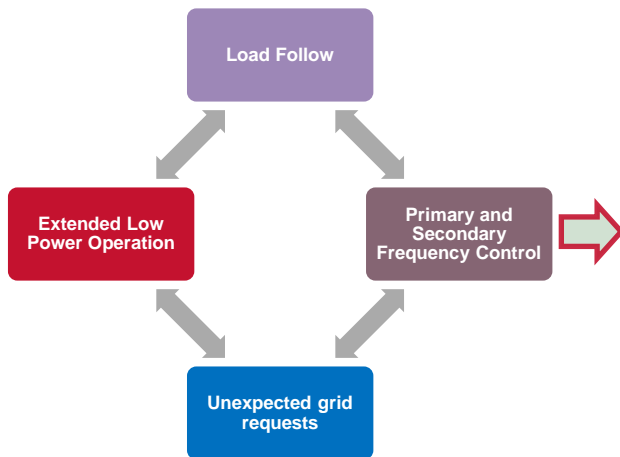 Load Follow
Extended Low
Power Operation
Primary and
Secondary
Frequency Control
Unexpected grid
requests